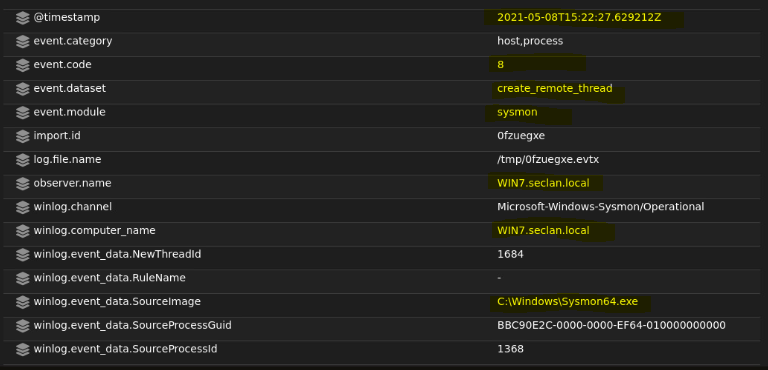 @timestamp 2021-05-08T15:22:27.629212Z
event.category host,process
event.code 8
event.dataset create_remote_thread
event.module sysmon
import.id 0fzuegxe
log.file.name /tmp/0fzuegxe.evtx
observer.name WIN7.seclan.local
winlog.channel Microsoft-Windows-Sysmon/Operational
winlog.computer_name WIN7.seclan.local
winlog.event_data.NewThreadId 1684
winlog.event_data.RuleName -
winlog.event_data.SourceImage C:\Windows\Sysmon64.exe
winlog.event_data.SourceProcessGuid BBC90E2C-0000-0000-EF64-010000000000
winlog.event_data.SourceProcessId 1368